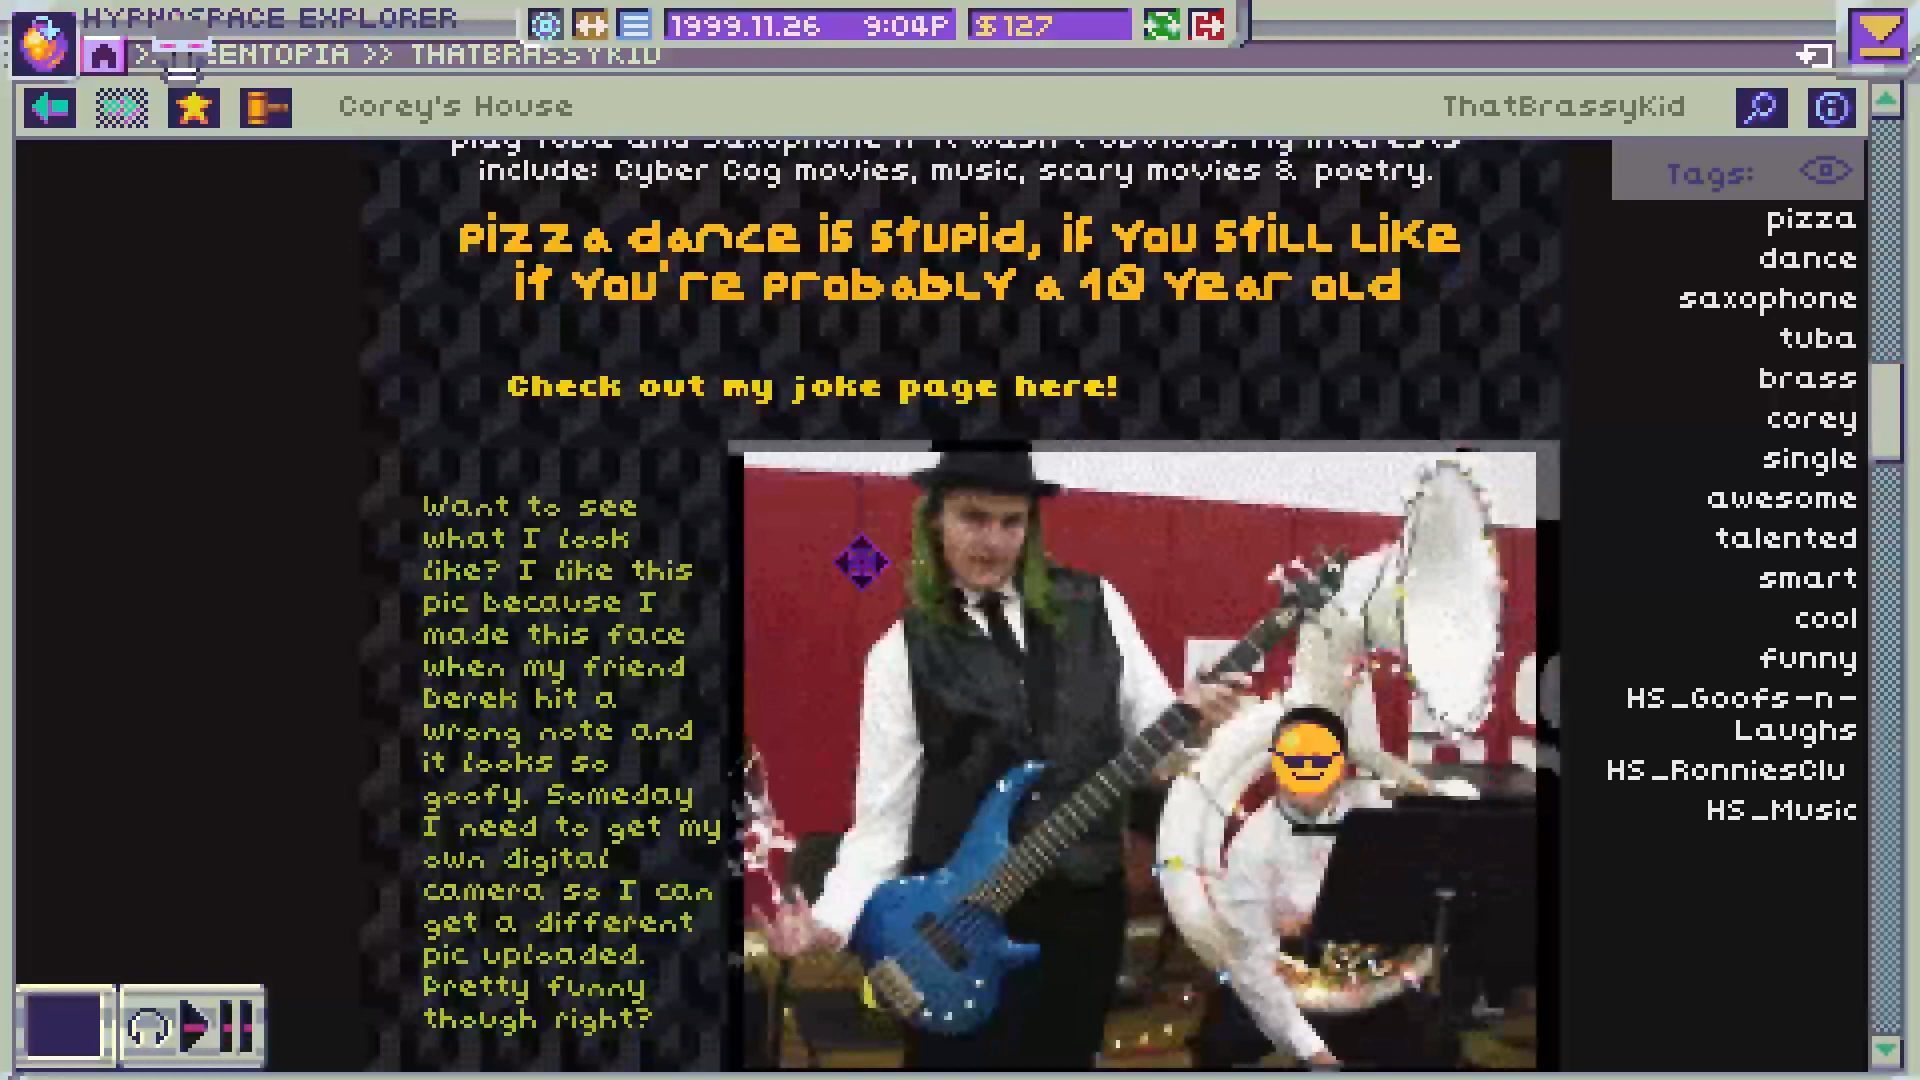 HYPNOSPACE EXPLORER
1999.11.26 9:04P $127
>> THATBRASSYKID
Corey's House
ThatBrassyKid
include: Cyber Cog movies, music, scary movies & poetry.
pizza dance is stupid, if you still like
it you're probably a 10 year old
Check out my joke page here!
Want to see
what I look
like? I like this
pic because I
made this face
when my friend
Derek hit a
wrong note and
it looks so
goofy. Someday
I need to get my
own digital
camera so I can
get a different
pic uploaded.
Pretty funny
though right?
Tags:
pizza
dance
saxophone
tuba
brass
corey
single
awesome
talented
smart
cool
funny
HS_Goofs-n-
Laughs
HS_RonniesClu
HS_Music